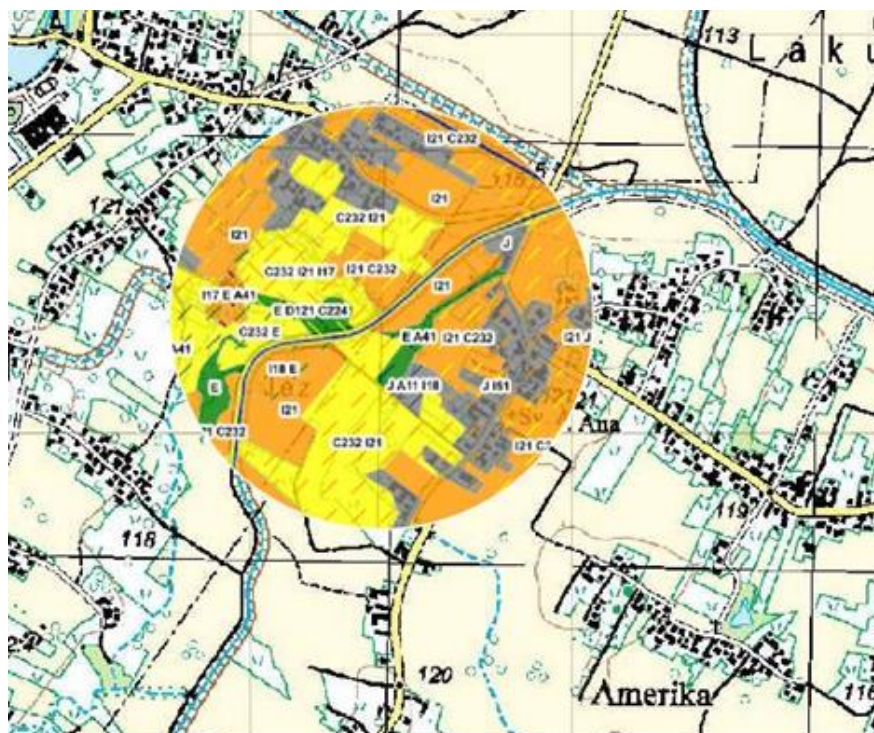 113
L a k u
I21 C232
I21
121
C232 I21
I21
J
C232 I21 I17
I21 C232
I21
I17 E A41
E D121 C224
C232 E
E A41
I21 C232
I21 J
A41
I18 E
E
Jez
J A11 I18
J I51
I21
Sv
Ana
C232
C232 I21
I21 C2
119
118
120
Amerika
116